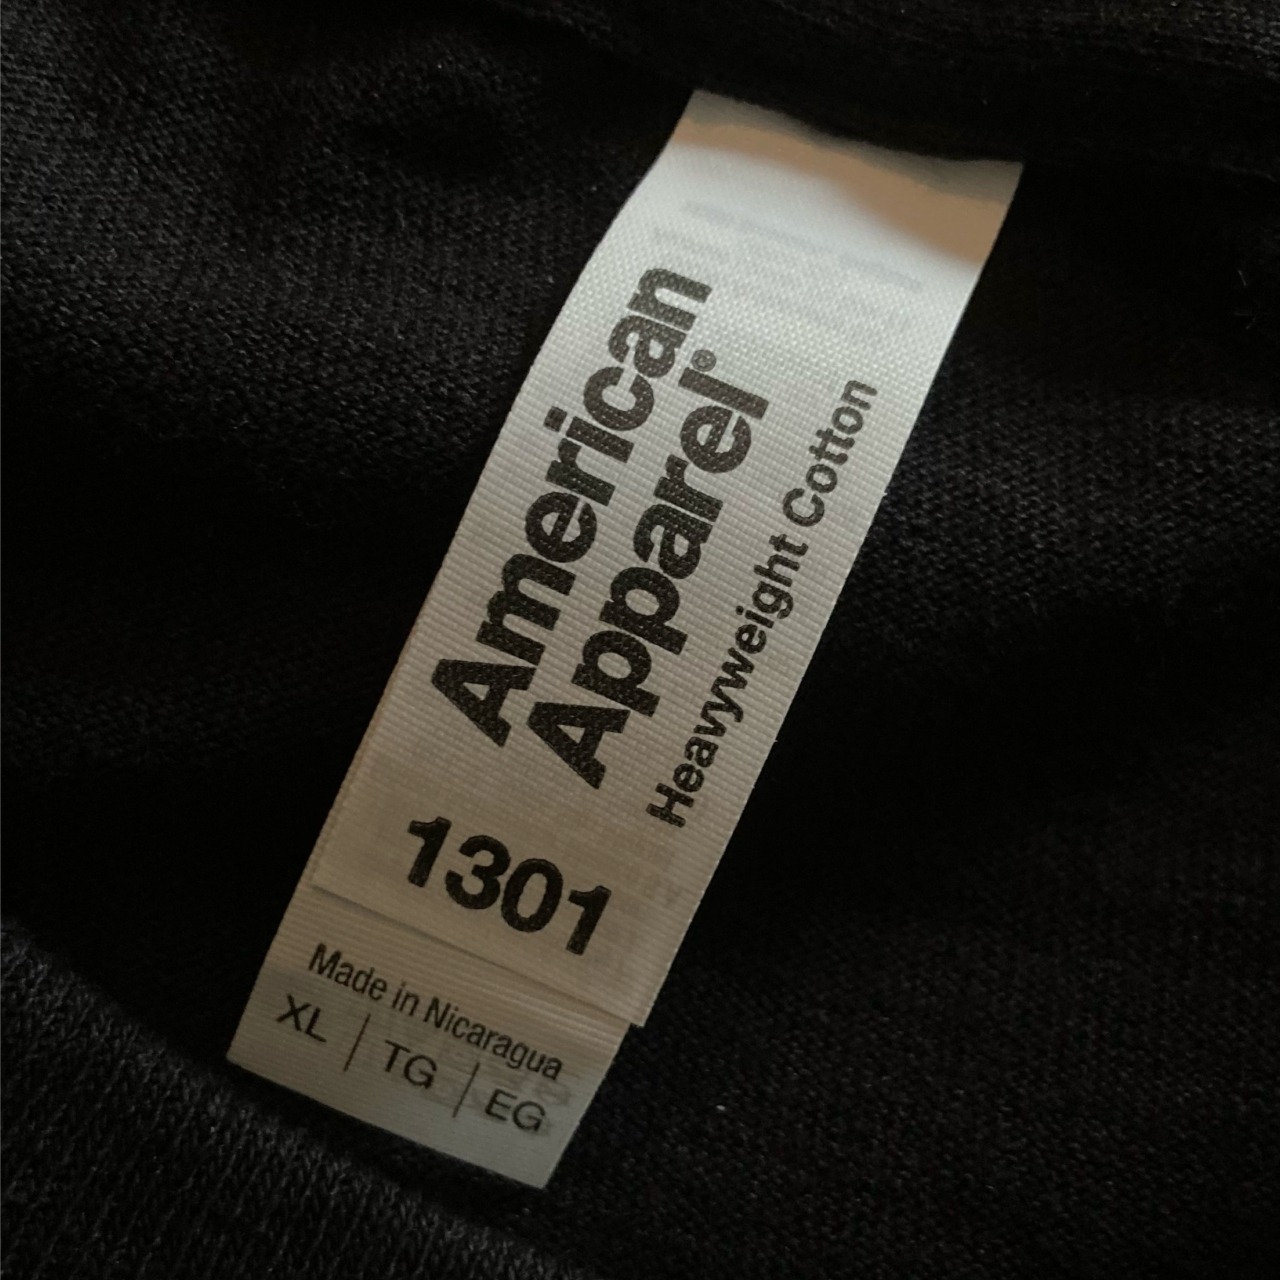 American
Apparel®
Heavyweight Cotton
1301
Made in Nicaragua
XL | TG | EG